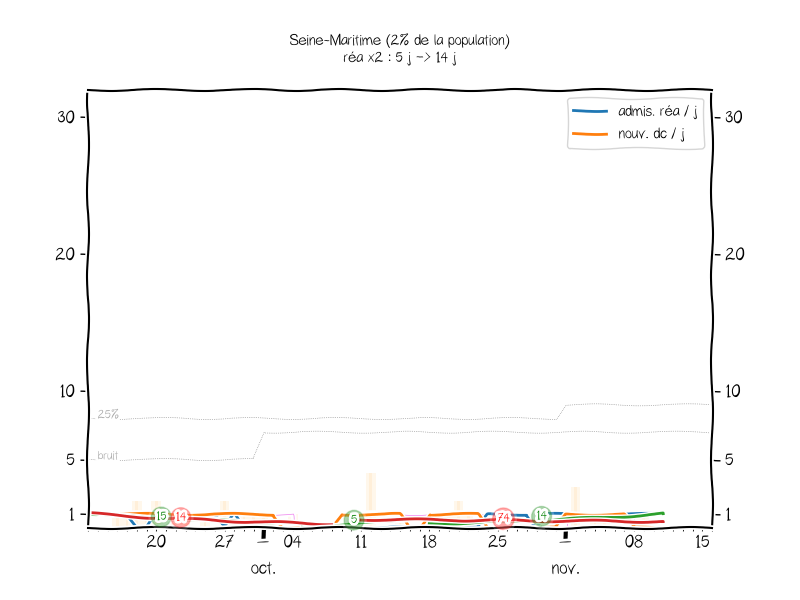 Seine-Maritime (2% de la population)
réa x2 : 5 j -> 14 j
admis. réa / j
nouv. dc / j
30 30
20 20
10 10
25%
bruit
5 5
1 1
15 14 5 74 14
20 27 04 11 18 25 08 15
oct. nov.